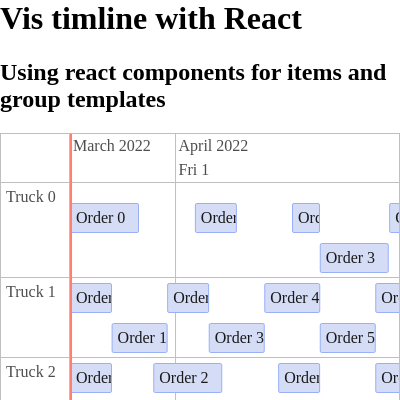 Vis timline with React
Using react components for items and
group templates
March 2022
April 2022
Fri 1
Truck 0
Order 0
Order
Order 3
Truck 1
Order
Order
Order 4
Or
Order 1
Order 3
Order 5
Truck 2
Order
Order 2
Order
Or